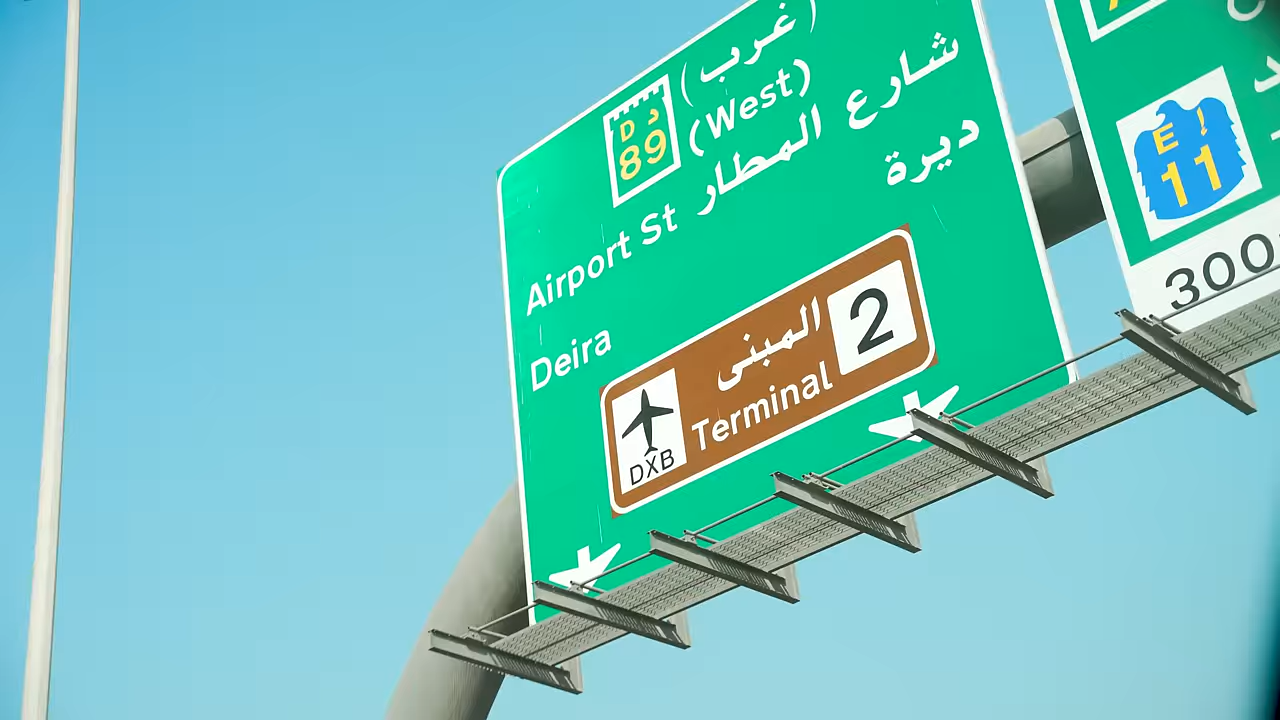 (غرب)
د D
89
(West)
شارع المطار
Airport St
ديرة
Deira
المبنى
Terminal
2
DXB
E إ
11
300